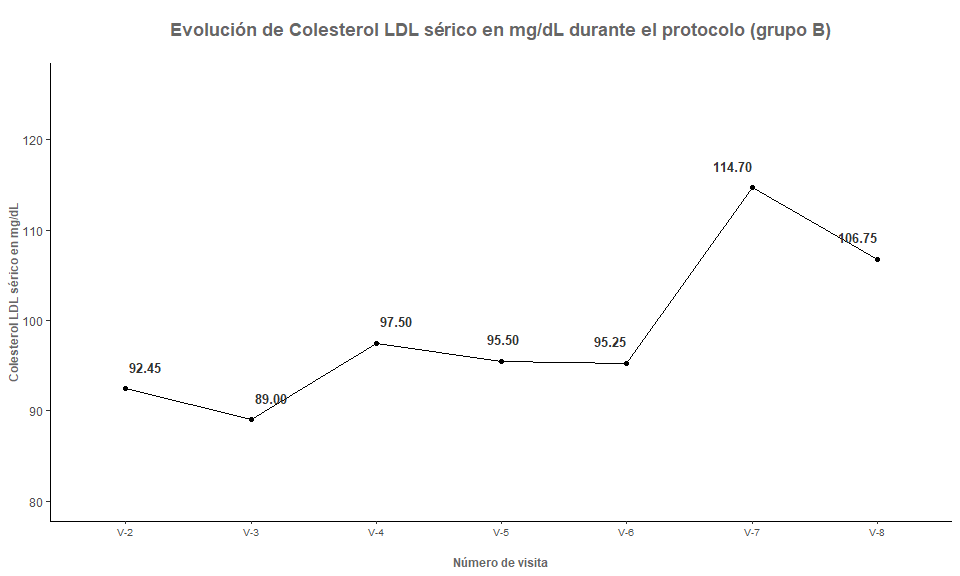 Evolución de Colesterol LDL sérico en mg/dL durante el protocolo (grupo B)
Colesterol LDL sérico en mg/dL
120
110
100
90
80
92.45
89.00
97.50
95.50
95.25
114.70
106.75
V-2
V-3
V-4
V-5
V-6
V-7
V-8
Número de visita